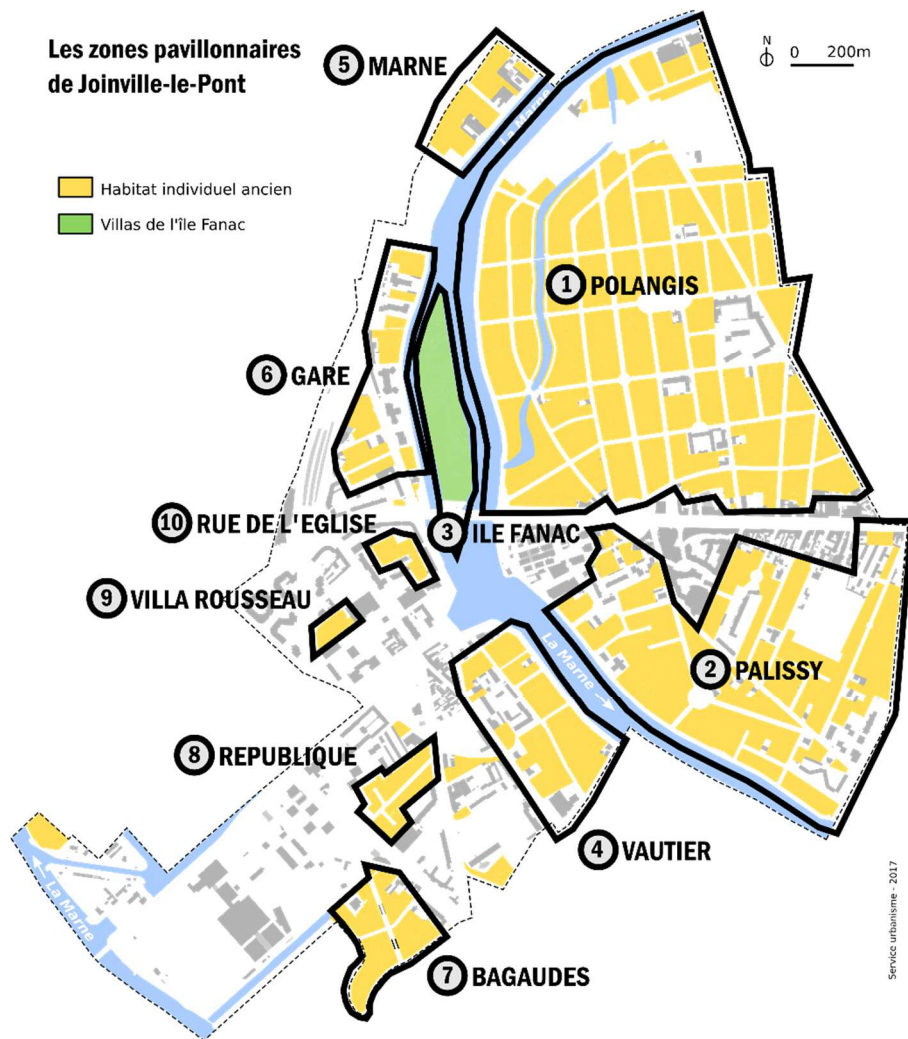 Les zones pavillonnaires
de Joinville-le-Pont
5 MARNE
N
0 200m
La Marne
Habitat individuel ancien
Villas de l'île Fanac
1 POLANGIS
6 GARE
10 RUE DE L'EGLISE
3 ILE FANAC
9 VILLA ROUSSEAU
La Marne →
2 PALISSY
8 REPUBLIQUE
4 VAUTIER
← La Marne
7 BAGAUDES
Service urbanisme - 2017